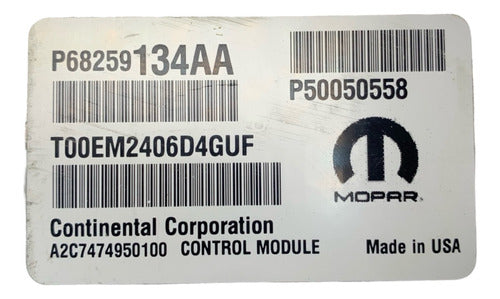 P68259134AA
P50050558
T00EM2406D4GUF
MOPAR®
Continental Corporation
A2C7474950100 CONTROL MODULE Made in USA